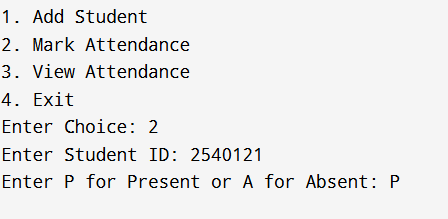 1. Add Student
2. Mark Attendance
3. View Attendance
4. Exit
Enter Choice: 2
Enter Student ID: 2540121
Enter P for Present or A for Absent: P